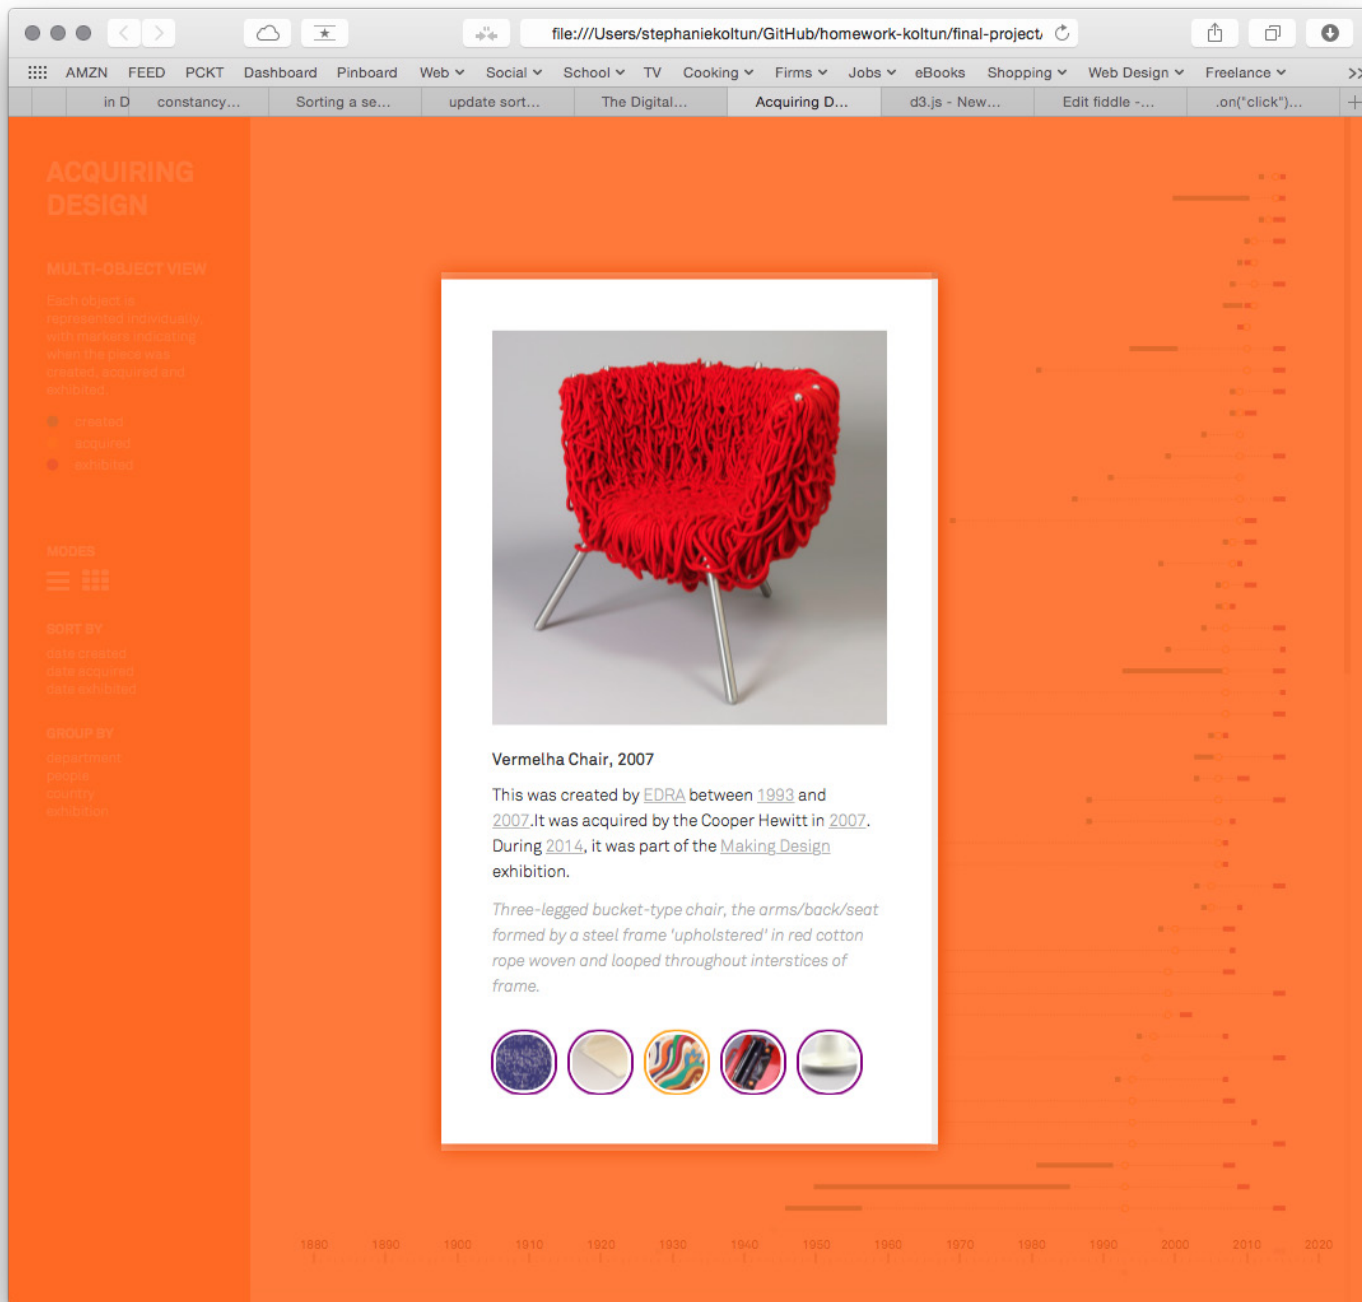 file:///Users/stephaniekoltun/GitHub/homework-koltun/final-project/
AMZN FEED PCKT Dashboard Pinboard Web Social School TV Cooking Firms Jobs eBooks Shopping Web Design Freelance >>
in D constancy... Sorting a se... update sort... The Digital... Acquiring D... d3.js - New... Edit fiddle -... .on("click")... +
ACQUIRING
DESIGN
MULTI-OBJECT VIEW
Each object is
represented individually,
with markers indicating
when the piece was
created, acquired and
exhibited.
created
acquired
exhibited
MODES
SORT BY
date created
date acquired
date exhibited
GROUP BY
department
people
country
exhibition
Vermelha Chair, 2007
This was created by EDRA between 1993 and
2007.It was acquired by the Cooper Hewitt in 2007.
During 2014, it was part of the Making Design
exhibition.
Three-legged bucket-type chair, the arms/back/seat
formed by a steel frame 'upholstered' in red cotton
rope woven and looped throughout interstices of
frame.
1880 1890 1900 1910 1920 1930 1940 1950 1960 1970 1980 1990 2000 2010 2020